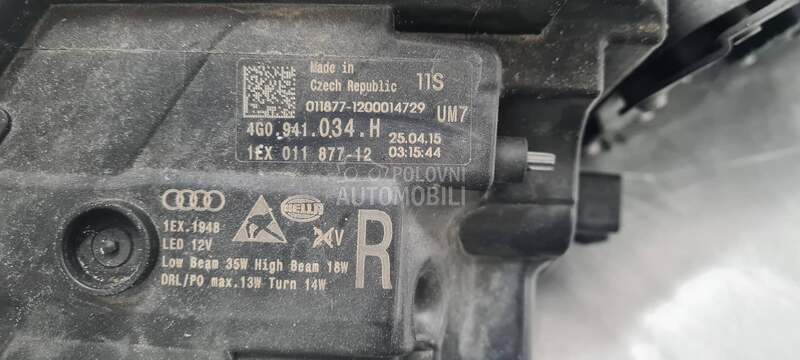 Made in
Czech Republic
11S
011877-1200014729
UM7
4G0.941.034.H
25.04.15
1EX 011 877-12
03:15:44
POLOVNI
AUTOMOBILI
HELLA
1EX.1948
LED 12V
V
Low Beam 35W High Beam 18W
DRL/PO max.13W Turn 14W
R